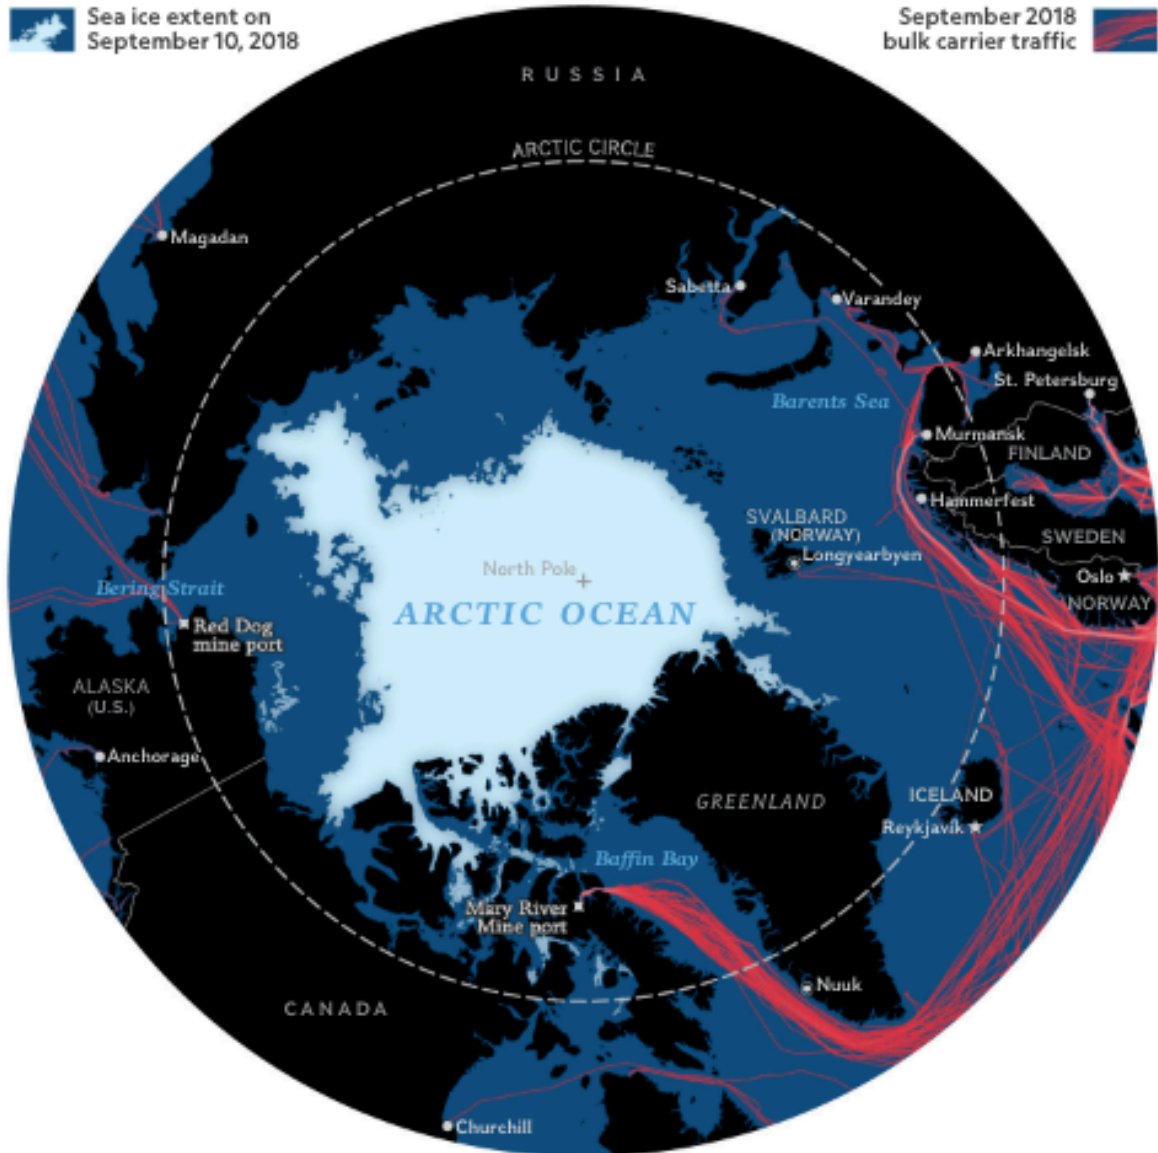 Sea ice extent on
September 10, 2018
September 2018
bulk carrier traffic
RUSSIA
ARCTIC CIRCLE
Magadan
Sabetta
Varandey
Arkhangelsk
St. Petersburg
Barents Sea
Murmansk
FINLAND
Hammerfest
SVALBARD
(NORWAY)
Longyearbyen
SWEDEN
North Pole
Oslo
NORWAY
Bering Strait
ARCTIC OCEAN
Red Dog
mine port
ALASKA
(U.S.)
Anchorage
GREENLAND
ICELAND
Reykjavík
Baffin Bay
Mary River
Mine port
Nuuk
CANADA
Churchill